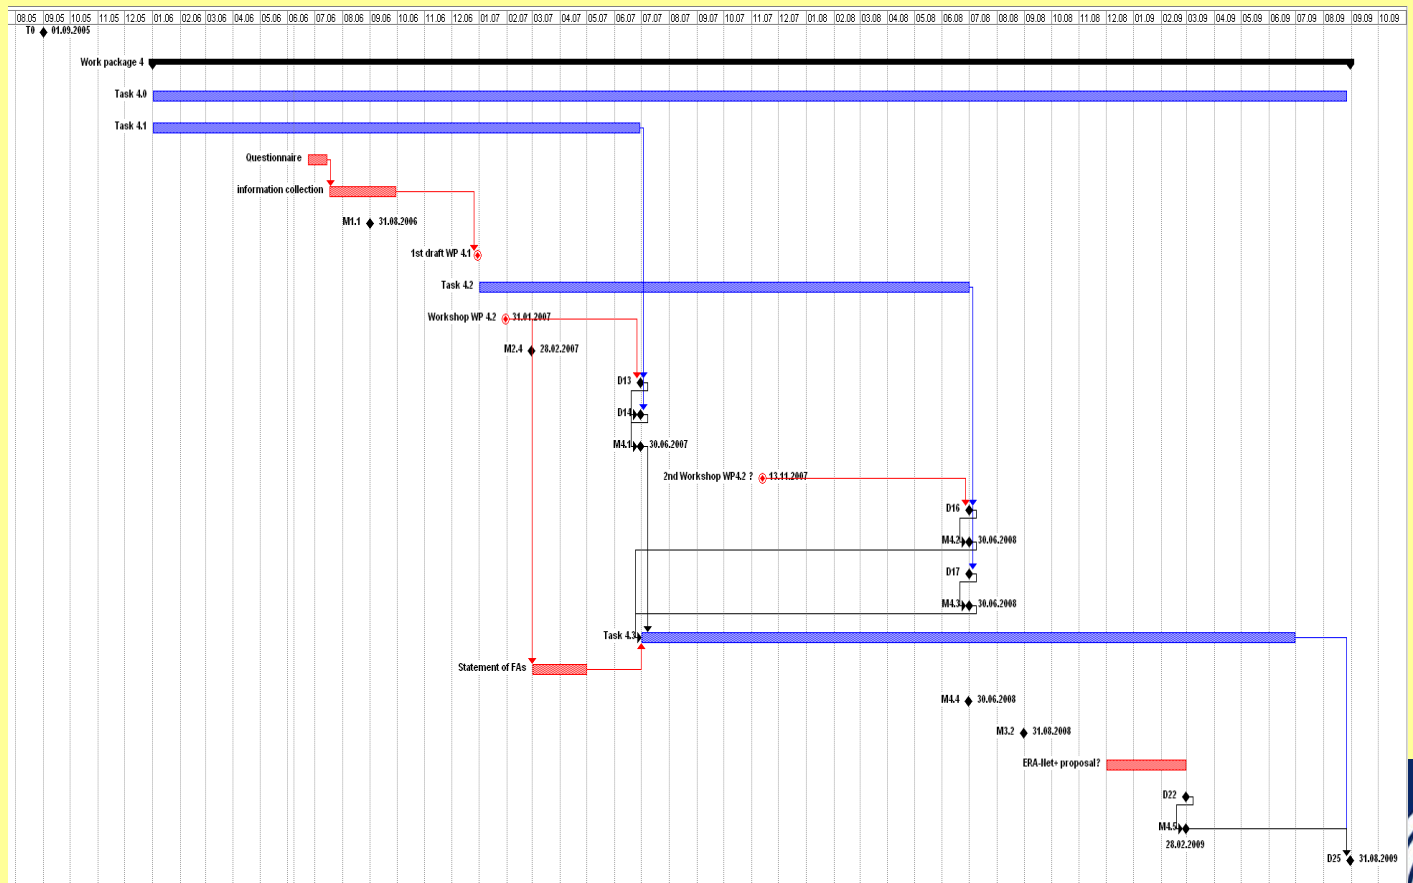 08.05 09.05 10.05 11.05 12.05 01.06 02.06 03.06 04.06 05.06 06.06 07.06 08.06 09.06 10.06 11.06 12.06 01.07 02.07 03.07 04.07 05.07 06.07 07.07 08.07 09.07 10.07 11.07 12.07 01.08 02.08 03.08 04.08 05.08 06.08 07.08 08.08 09.08 10.08 11.08 12.08 01.09 02.09 03.09 04.09 05.09 06.09 07.09 08.09 09.09 10.09
T0 01.09.2005
Work package 4
Task 4.0
Task 4.1
Questionnaire
information collection
M1.1 31.08.2006
1st draft WP 4.1
Task 4.2
Workshop WP 4.2 31.01.2007
M2.4 28.02.2007
D13
D14
M4.1 30.06.2007
2nd Workshop WP4.2 ? 13.11.2007
D16
M4.2 30.06.2008
D17
M4.3 30.06.2008
Task 4.3
Statement of FAs
M4.4 30.06.2008
M3.2 31.08.2008
ERA-Net+ proposal?
D22
M4.5
28.02.2009
D25 31.08.2009